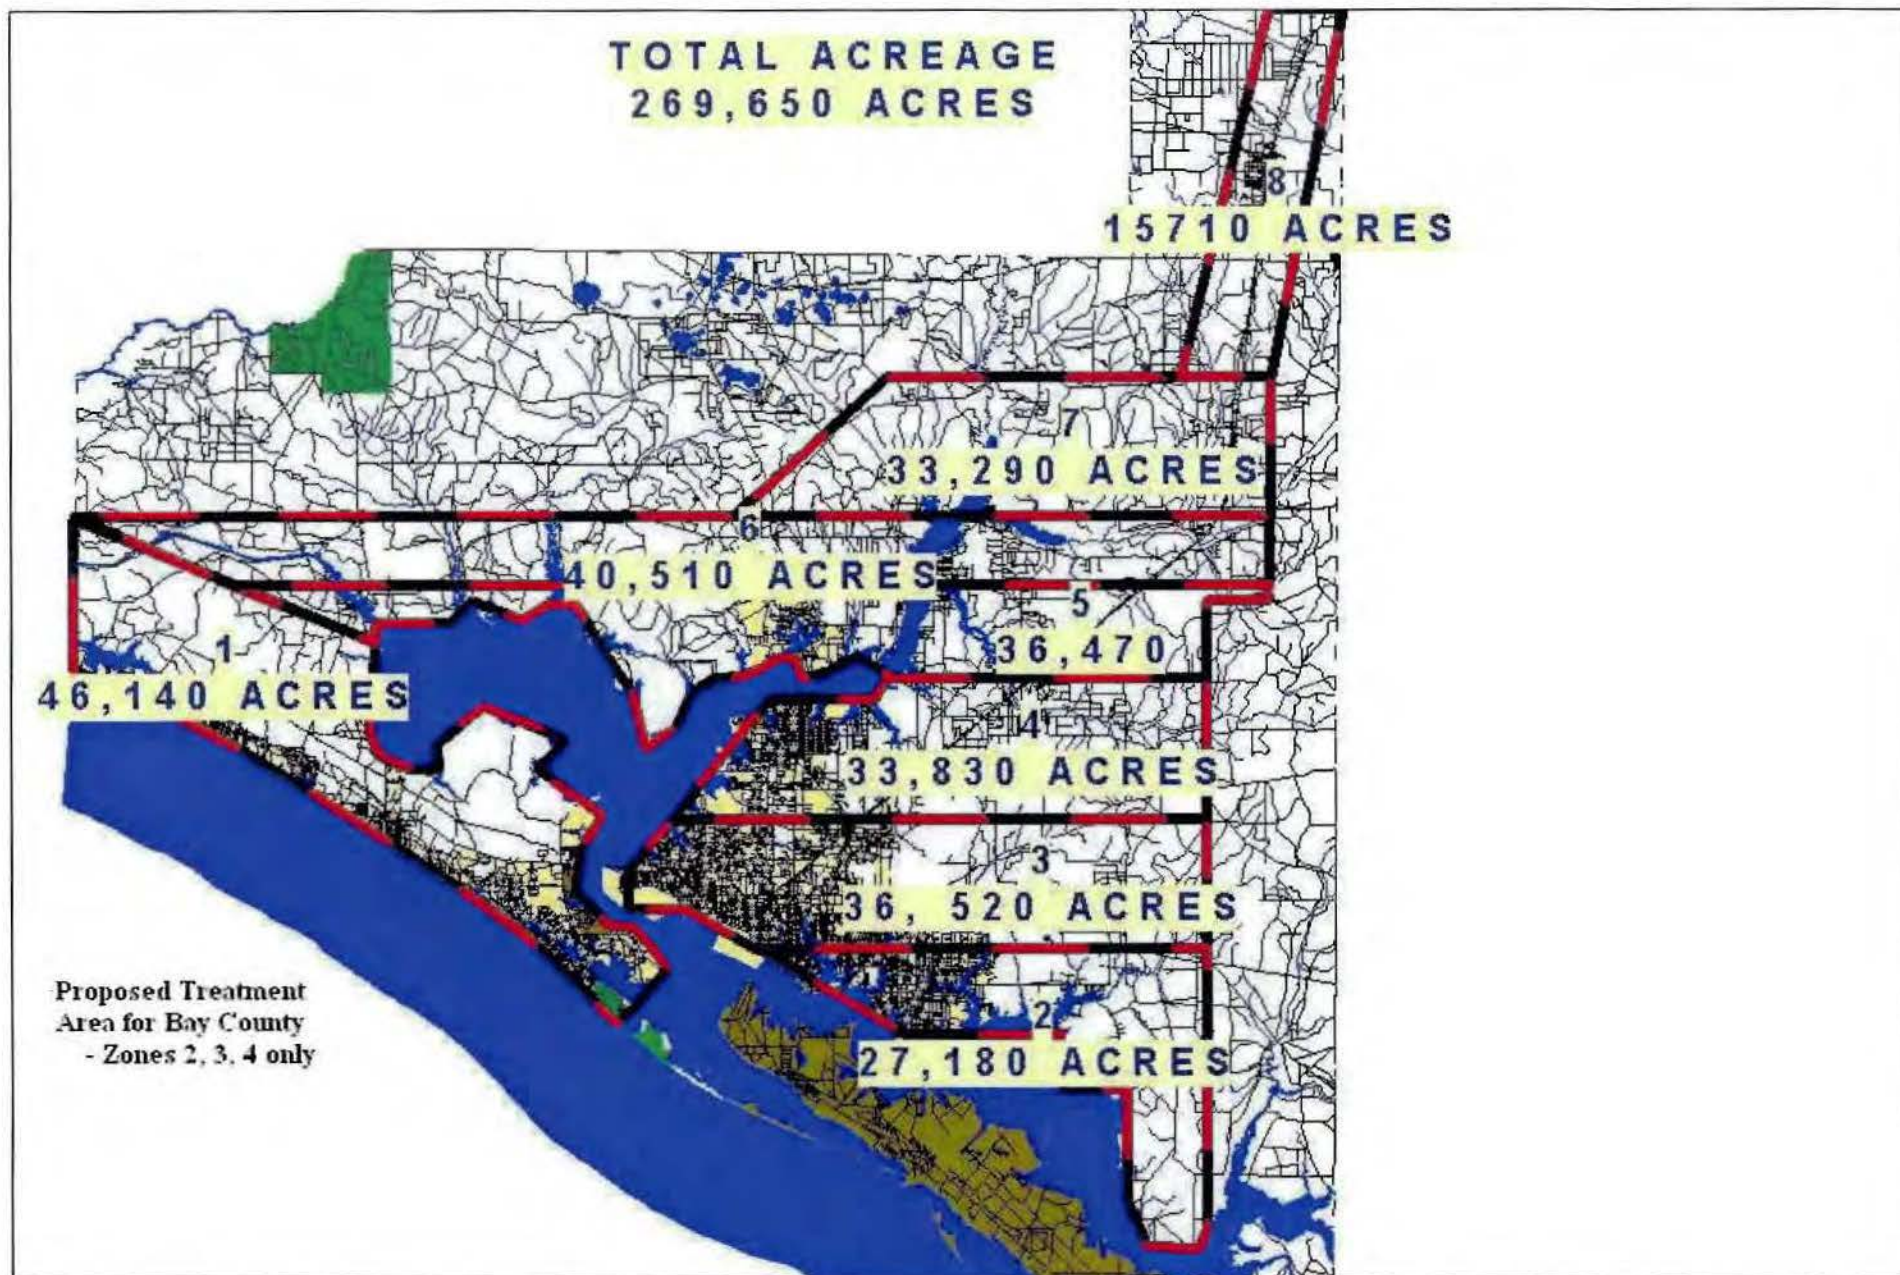 TOTAL ACREAGE
269,650 ACRES
8
15710 ACRES
7
33,290 ACRES
6
40,510 ACRES
5
36,470
1
46,140 ACRES
4
33,830 ACRES
3
36, 520 ACRES
2
27,180 ACRES
Proposed Treatment
Area for Bay County
- Zones 2, 3, 4 only